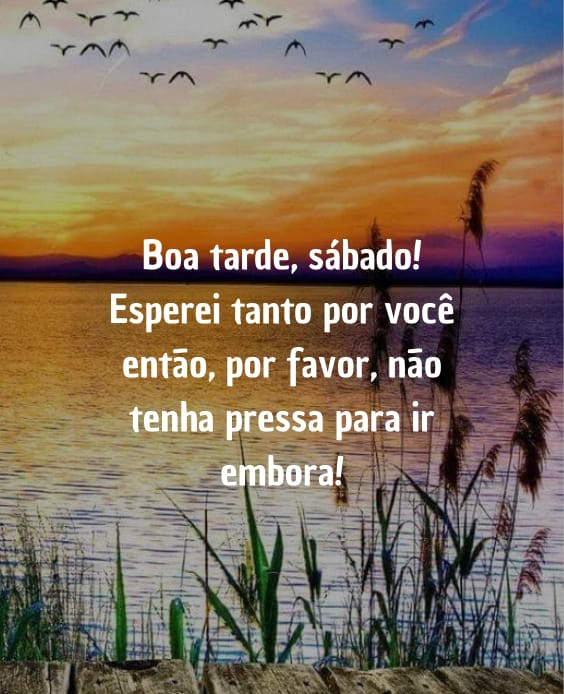 Boa tarde, sábado!
Esperei tanto por você
então, por favor, não
tenha pressa para ir
embora!